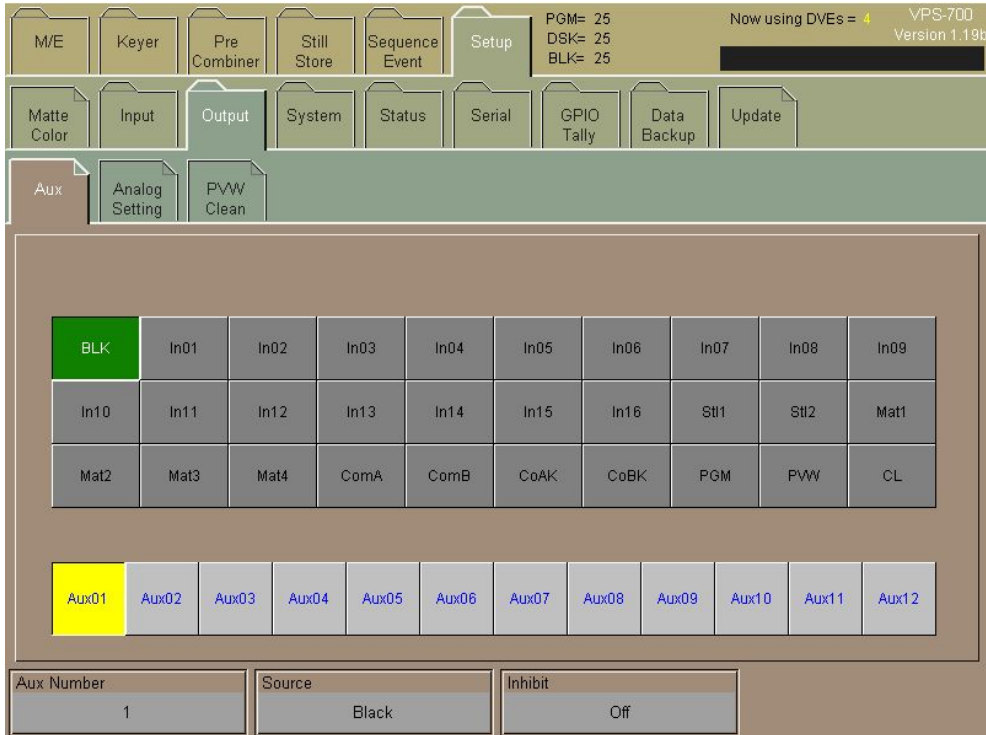 M/E Keyer Pre Combiner Still Store Sequence Event Setup PGM= 25 DSK= 25 BLK= 25 Now using DVEs = 4 VPS-700 Version 1.19b
Matte Color Input Output System Status Serial GPIO Tally Data Backup Update
Aux Analog Setting PVW Clean
BLK In01 In02 In03 In04 In05 In06 In07 In08 In09
In10 In11 In12 In13 In14 In15 In16 Stl1 Stl2 Mat1
Mat2 Mat3 Mat4 ComA ComB CoAK CoBK PGM PVW CL
Aux01 Aux02 Aux03 Aux04 Aux05 Aux06 Aux07 Aux08 Aux09 Aux10 Aux11 Aux12
Aux Number Source Inhibit
1 Black Off